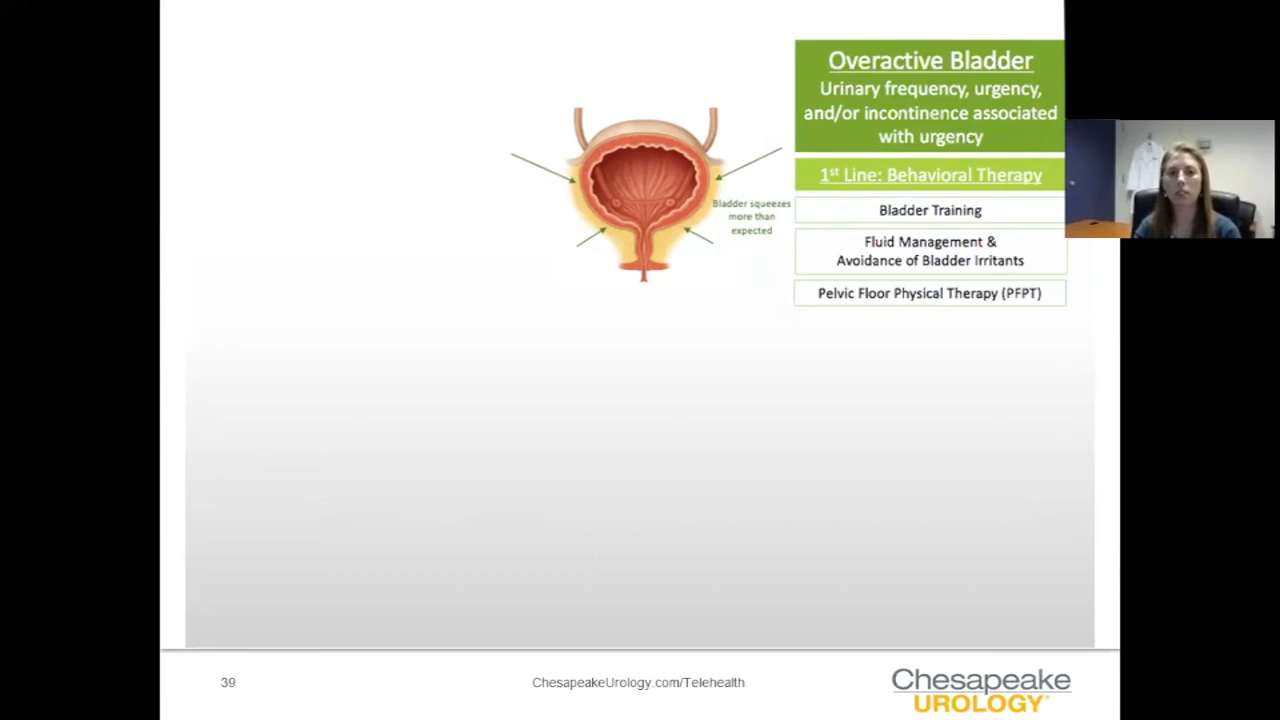 Overactive Bladder
Urinary frequency, urgency,
and/or incontinence associated
with urgency
1st Line: Behavioral Therapy
Bladder squeezes
more than
expected
Bladder Training
Fluid Management &
Avoidance of Bladder Irritants
Pelvic Floor Physical Therapy (PFPT)
39
ChesapeakeUrology.com/Telehealth
Chesapeake
UROLOGY